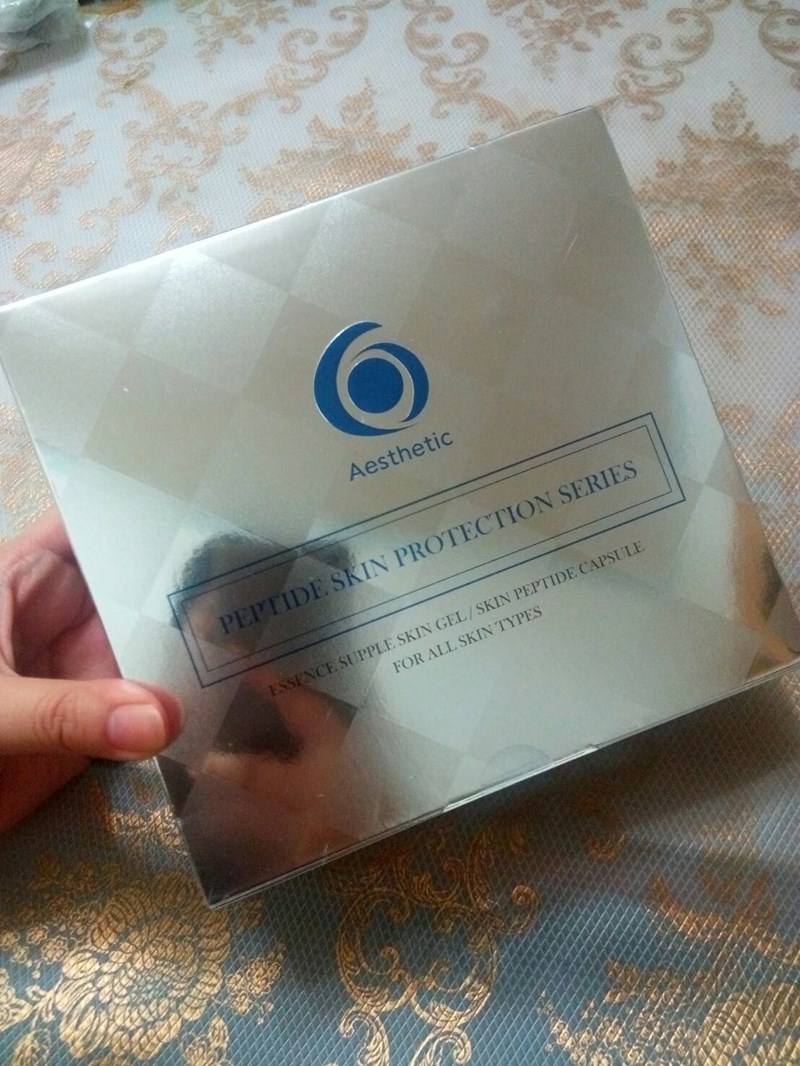 Aesthetic
PEPTIDE SKIN PROTECTION SERIES
ESSENCE SUPPLE SKIN GEL / SKIN PEPTIDE CAPSULE
FOR ALL SKIN TYPES